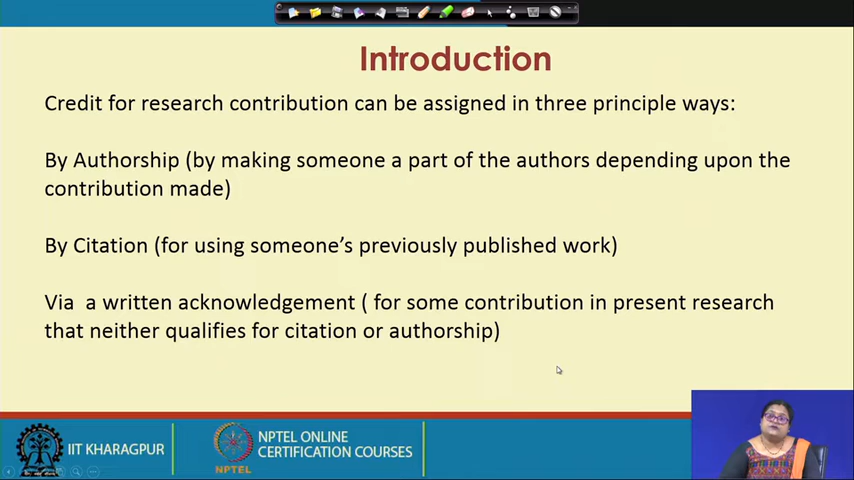 Introduction
Credit for research contribution can be assigned in three principle ways:
By Authorship (by making someone a part of the authors depending upon the
contribution made)
By Citation (for using someone's previously published work)
Via a written acknowledgement ( for some contribution in present research
that neither qualifies for citation or authorship)
IIT KHARAGPUR
NPTEL
NPTEL ONLINE
CERTIFICATION COURSES